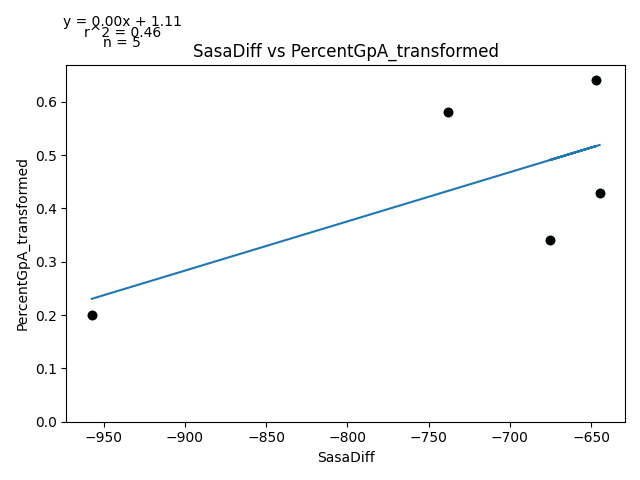 y = 0.00x + 1.11
r^2 = 0.46
n = 5
SasaDiff vs PercentGpA_transformed
PercentGpA_transformed
0.6
0.5
0.4
0.3
0.2
0.1
0.0
−950 −900 −850 −800 −750 −700 −650
SasaDiff